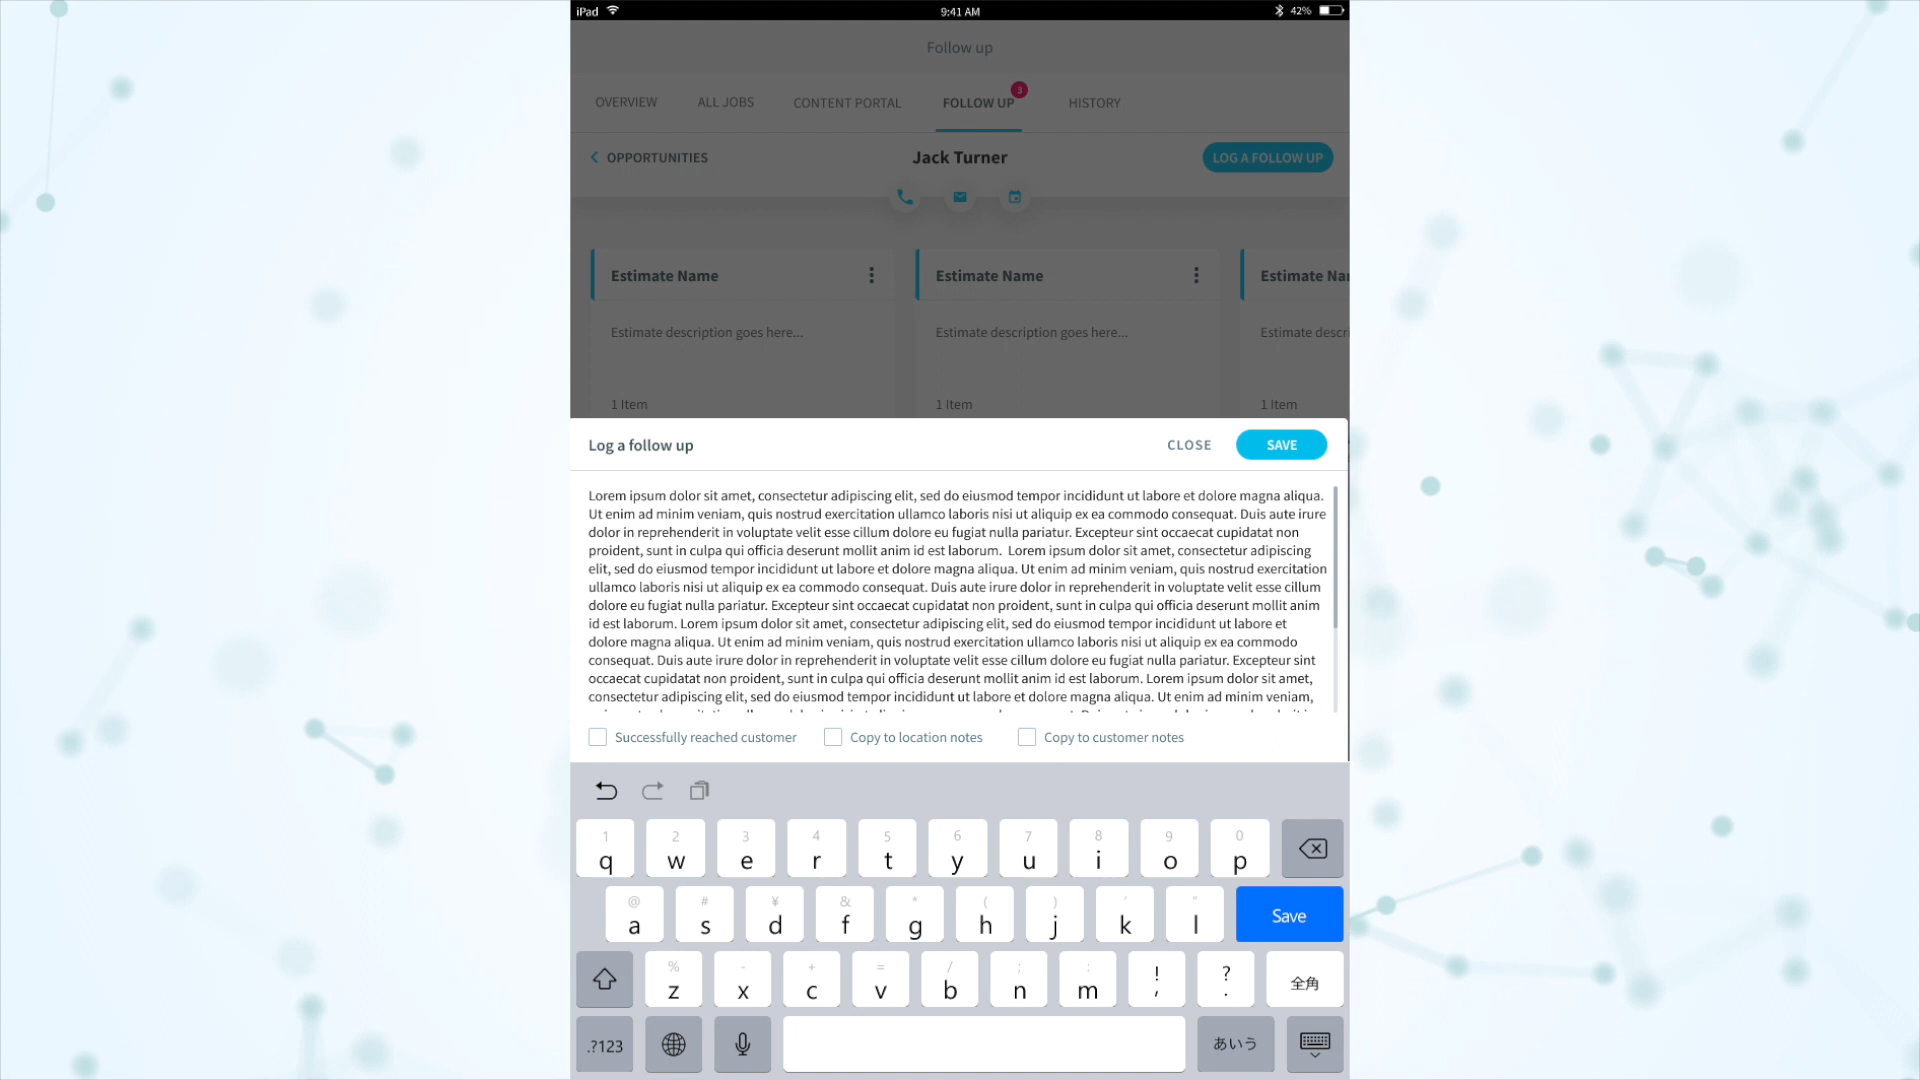 iPad 9:41 AM 42%
Follow up
OVERVIEW ALL JOBS CONTENT PORTAL FOLLOW UP 3 HISTORY
OPPORTUNITIES Jack Turner LOG A FOLLOW UP
Estimate Name Estimate Name Estimate Na
Estimate description goes here... Estimate description goes here... Estimate descr
1 Item 1 Item 1 Item
Log a follow up CLOSE SAVE
Lorem ipsum dolor sit amet, consectetur adipiscing elit, sed do eiusmod tempor incididunt ut labore et dolore magna aliqua.
Ut enim ad minim veniam, quis nostrud exercitation ullamco laboris nisi ut aliquip ex ea commodo consequat. Duis aute irure
dolor in reprehenderit in voluptate velit esse cillum dolore eu fugiat nulla pariatur. Excepteur sint occaecat cupidatat non
proident, sunt in culpa qui officia deserunt mollit anim id est laborum. Lorem ipsum dolor sit amet, consectetur adipiscing
elit, sed do eiusmod tempor incididunt ut labore et dolore magna aliqua. Ut enim ad minim veniam, quis nostrud exercitation
ullamco laboris nisi ut aliquip ex ea commodo consequat. Duis aute irure dolor in reprehenderit in voluptate velit esse cillum
dolore eu fugiat nulla pariatur. Excepteur sint occaecat cupidatat non proident, sunt in culpa qui officia deserunt mollit anim
id est laborum. Lorem ipsum dolor sit amet, consectetur adipiscing elit, sed do eiusmod tempor incididunt ut labore et
dolore magna aliqua. Ut enim ad minim veniam, quis nostrud exercitation ullamco laboris nisi ut aliquip ex ea commodo
consequat. Duis aute irure dolor in reprehenderit in voluptate velit esse cillum dolore eu fugiat nulla pariatur. Excepteur sint
occaecat cupidatat non proident, sunt in culpa qui officia deserunt mollit anim id est laborum. Lorem ipsum dolor sit amet,
consectetur adipiscing elit, sed do eiusmod tempor incididunt ut labore et dolore magna aliqua. Ut enim ad minim veniam,
Successfully reached customer Copy to location notes Copy to customer notes
1 2 3 4 5 6 7 8 9 0
q w e r t y u i o p
@ # ¥ & * ( ) ' "
a s d f g h j k l Save
% - + = / ; : ! ?
z x c v b n m , . 全角
.?123 あいう